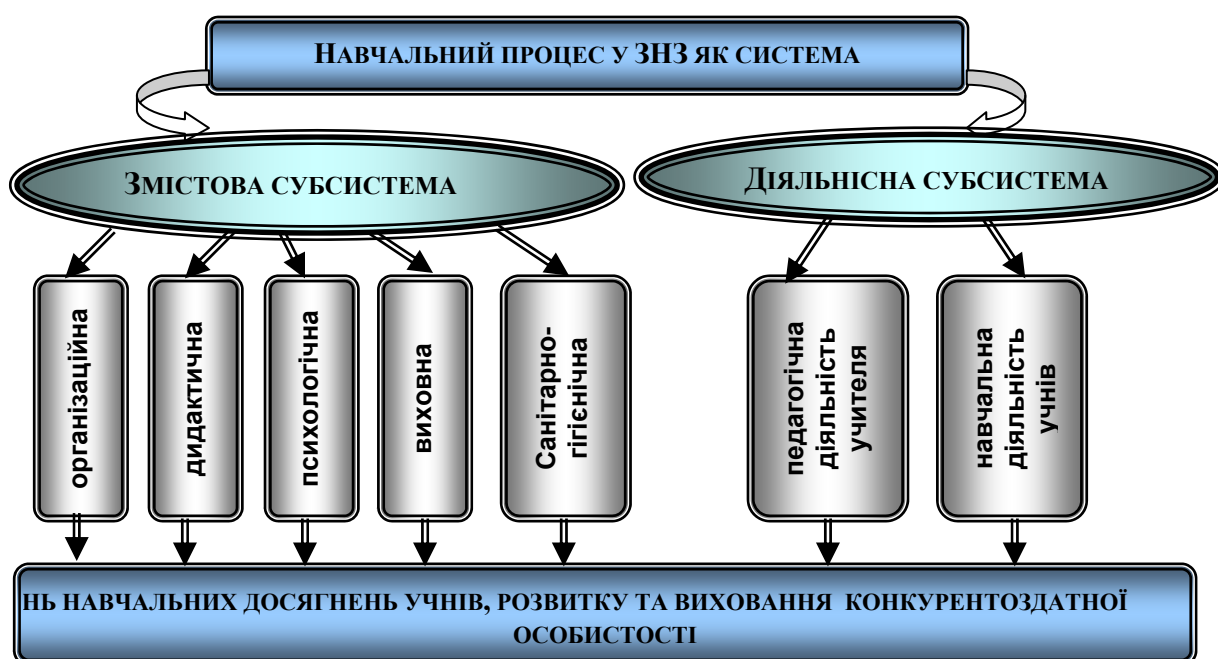 НАВЧАЛЬНИЙ ПРОЦЕС У ЗНЗ ЯК СИСТЕМА
ЗМІСТОВА СУБСИСТЕМА
ДІЯЛЬНІСНА СУБСИСТЕМА
організаційна
дидактична
психологічна
виховна
Санітарно-
гігієнічна
педагогічна
діяльність
учителя
навчальна
діяльність
учнів
НЬ НАВЧАЛЬНИХ ДОСЯГНЕНЬ УЧНІВ, РОЗВИТКУ ТА ВИХОВАННЯ КОНКУРЕНТОЗДАТНОЇ
ОСОБИСТОСТІ